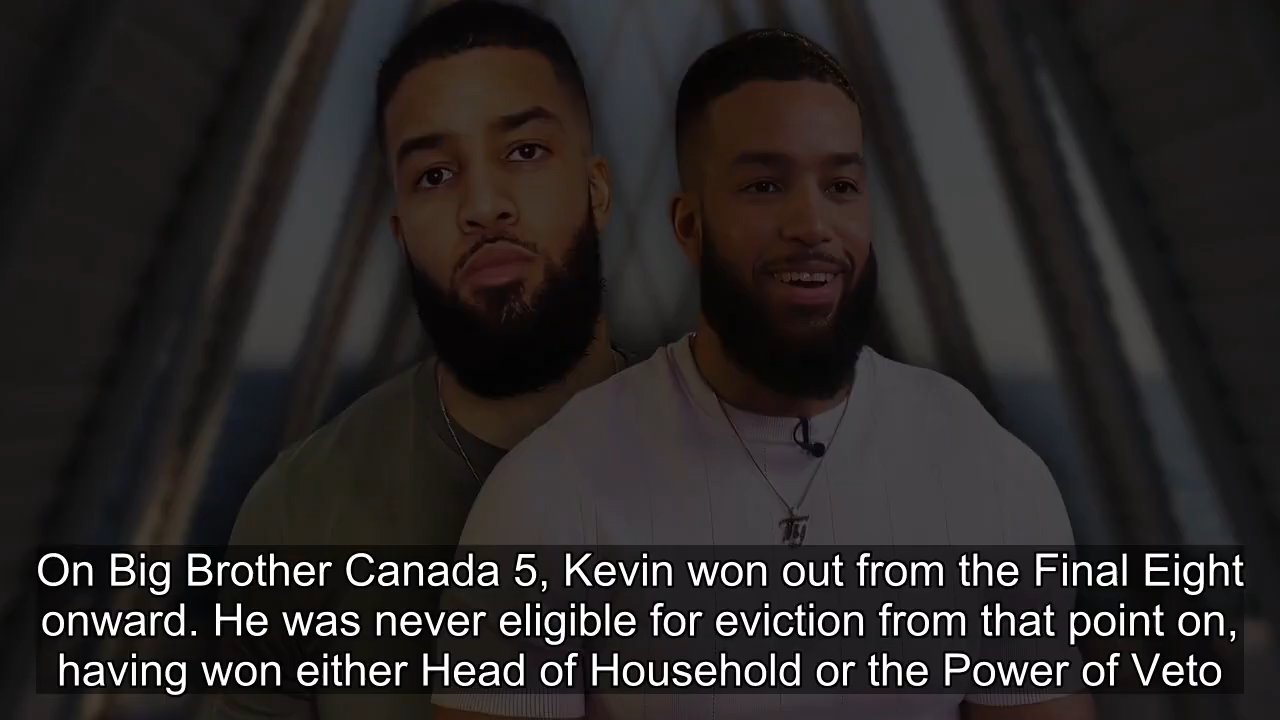 On Big Brother Canada 5, Kevin won out from the Final Eight
onward. He was never eligible for eviction from that point on,
having won either Head of Household or the Power of Veto